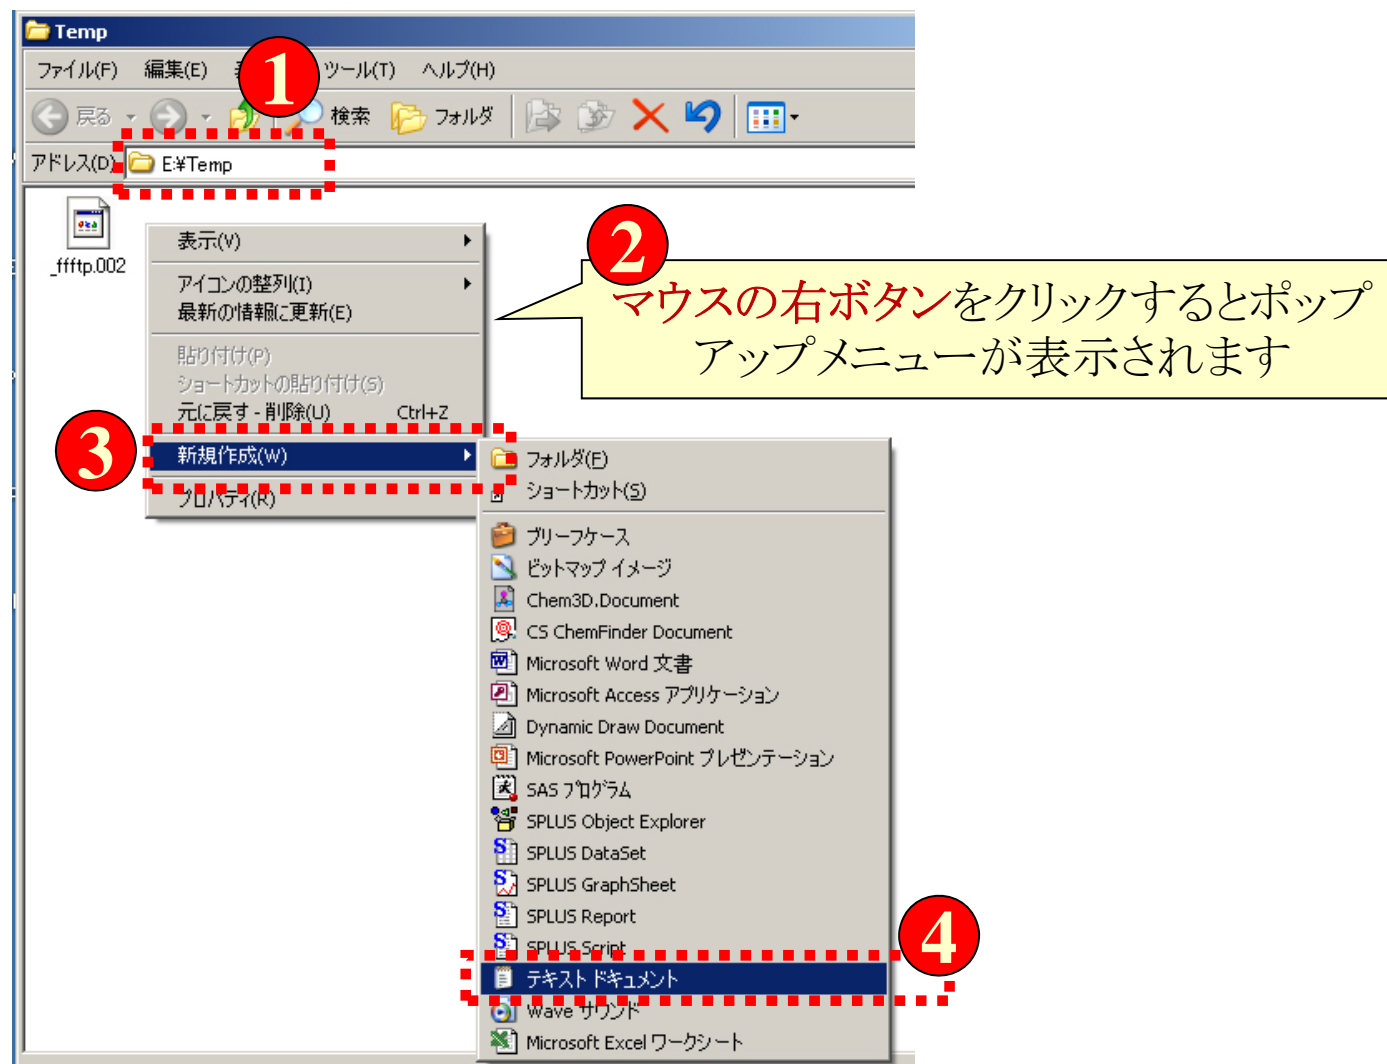 Temp
1
ファイル(F) 編集(E) ツール(T) ヘルプ(H)
戻る 検索 フォルダ
アドレス(D) E:¥Temp
_ffftp.002
表示(V)
アイコンの整列(I)
最新の情報に更新(E)
貼り付け(P)
ショートカットの貼り付け(S)
元に戻す - 削除(U) Ctrl+Z
新規作成(W)
プロパティ(R)
2
マウスの右ボタンをクリックするとポップ
アップメニューが表示されます
3
フォルダ(F)
ショートカット(S)
ブリーフケース
ビットマップ イメージ
Chem3D.Document
CS ChemFinder Document
Microsoft Word 文書
Microsoft Access アプリケーション
Dynamic Draw Document
Microsoft PowerPoint プレゼンテーション
SAS プログラム
SPLUS Object Explorer
SPLUS DataSet
SPLUS GraphSheet
SPLUS Report
SPLUS Script
4
テキスト ドキュメント
Wave サウンド
Microsoft Excel ワークシート